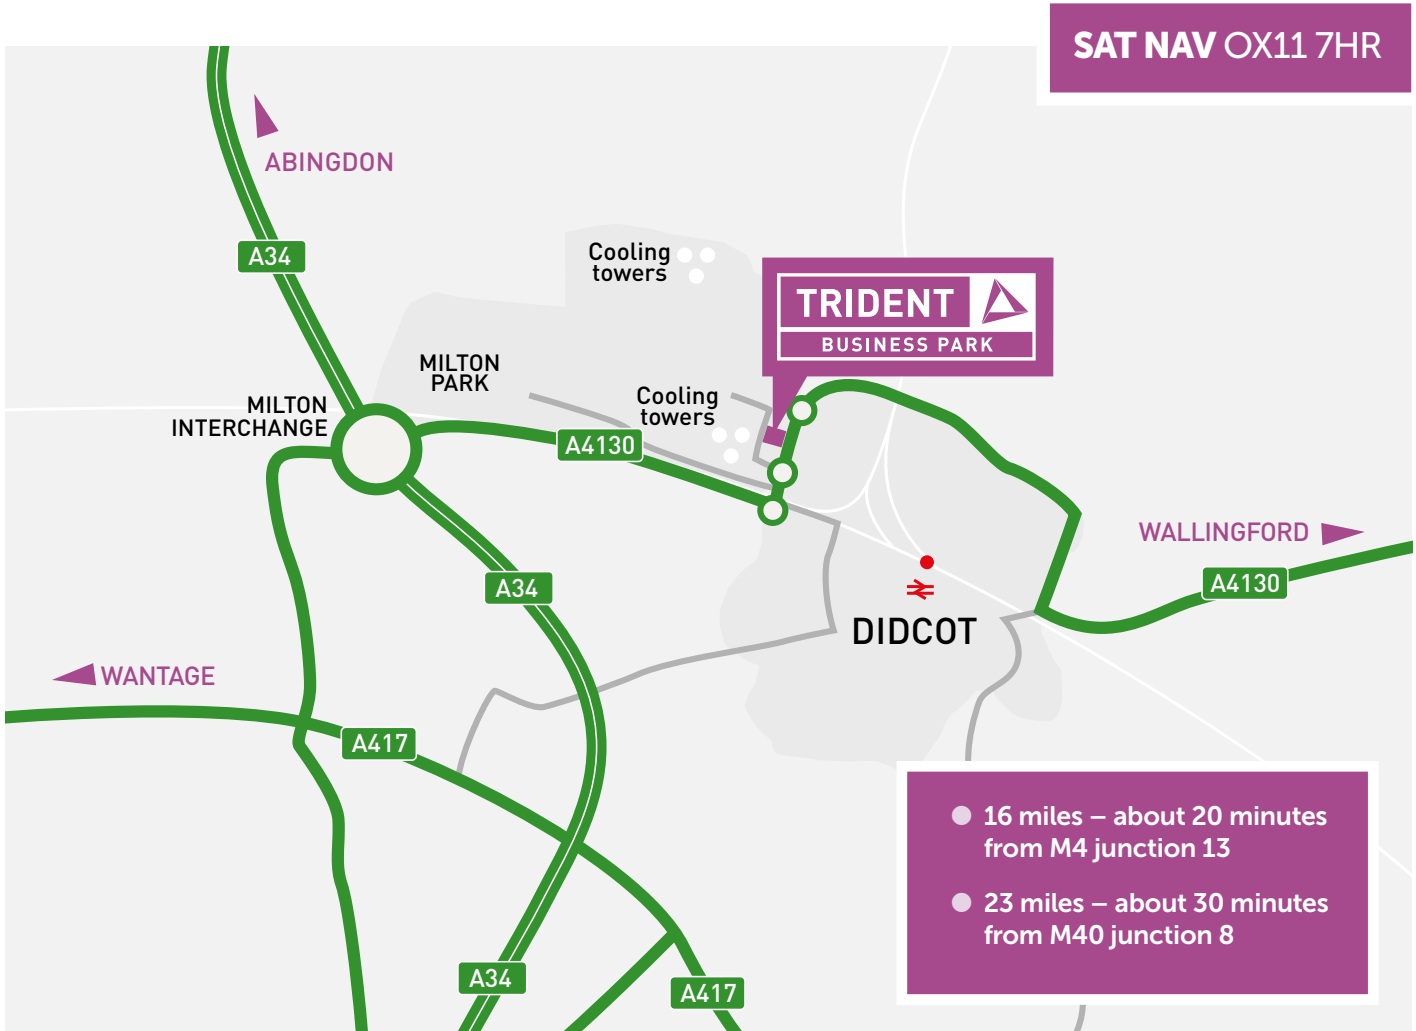 SAT NAV OX11 7HR
ABINGDON
A34
Cooling
towers
TRIDENT
BUSINESS PARK
MILTON
PARK
Cooling
towers
MILTON
INTERCHANGE
A4130
WALLINGFORD
A4130
A34
DIDCOT
WANTAGE
A417
16 miles – about 20 minutes
from M4 junction 13
23 miles – about 30 minutes
from M40 junction 8
A34
A417